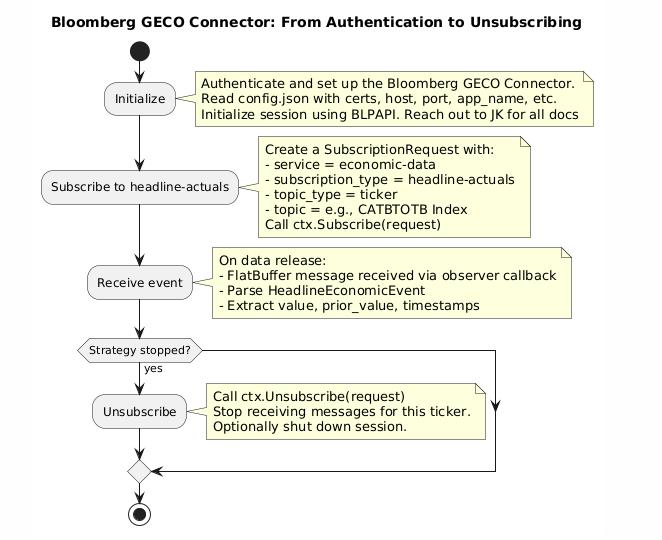 Bloomberg GECO Connector: From Authentication to Unsubscribing
Initialize
Authenticate and set up the Bloomberg GECO Connector.
Read config.json with certs, host, port, app_name, etc.
Initialize session using BLPAPI. Reach out to JK for all docs
Subscribe to headline-actuals
Create a SubscriptionRequest with:
- service = economic-data
- subscription_type = headline-actuals
- topic_type = ticker
- topic = e.g., CATBTOTB Index
Call ctx.Subscribe(request)
Receive event
On data release:
- FlatBuffer message received via observer callback
- Parse HeadlineEconomicEvent
- Extract value, prior_value, timestamps
Strategy stopped?
yes
Unsubscribe
Call ctx.Unsubscribe(request)
Stop receiving messages for this ticker.
Optionally shut down session.